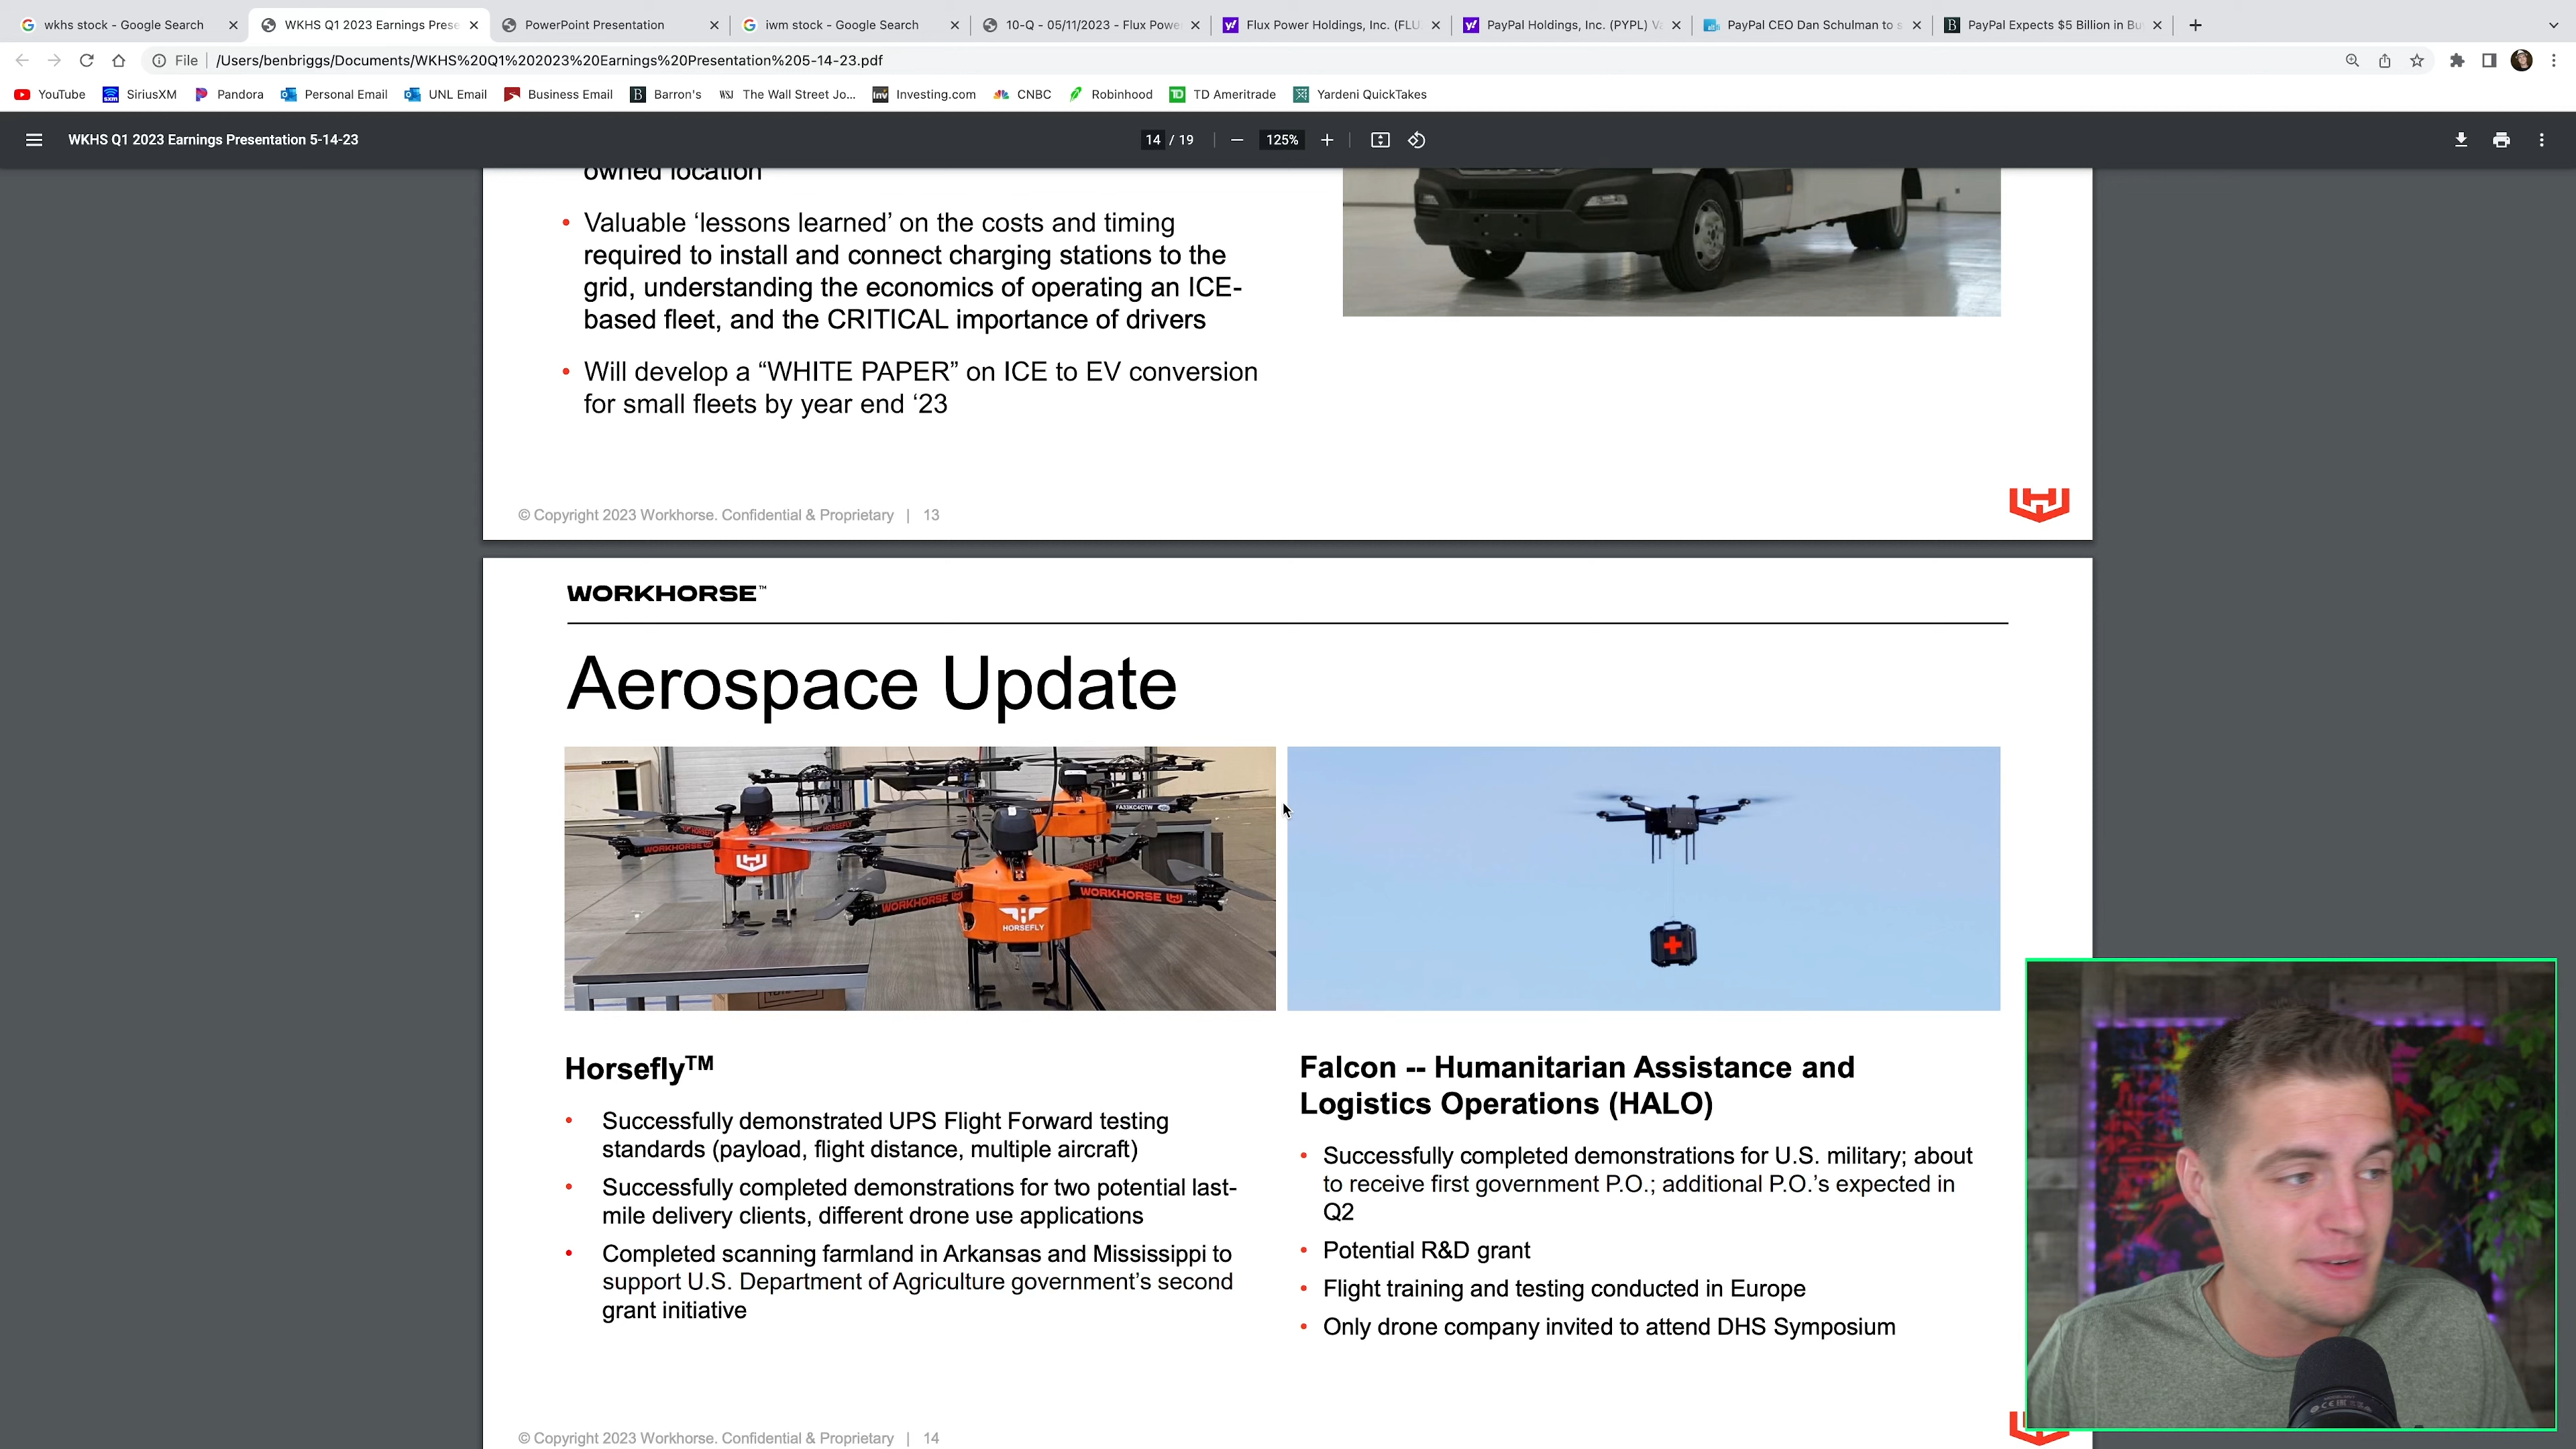 wkhs stock - Google Search
WKHS Q1 2023 Earnings Prese
PowerPoint Presentation
iwm stock - Google Search
10-Q - 05/11/2023 - Flux Powe
Flux Power Holdings, Inc. (FLU
PayPal Holdings, Inc. (PYPL) Va
PayPal CEO Dan Schulman to s
PayPal Expects $5 Billion in Bu
File /Users/benbriggs/Documents/WKHS%20Q1%202023%20Earnings%20Presentation%205-14-23.pdf
YouTube SiriusXM Pandora Personal Email UNL Email Business Email Barron's The Wall Street Jo... Investing.com CNBC Robinhood TD Ameritrade Yardeni QuickTakes
WKHS Q1 2023 Earnings Presentation 5-14-23 14 / 19 125%
owned location
• Valuable ‘lessons learned’ on the costs and timing
required to install and connect charging stations to the
grid, understanding the economics of operating an ICE-
based fleet, and the CRITICAL importance of drivers
• Will develop a “WHITE PAPER” on ICE to EV conversion
for small fleets by year end ‘23
© Copyright 2023 Workhorse. Confidential & Proprietary | 13
WORKHORSE™
Aerospace Update
WORKHORSE
WORKHORSE
WORKHORSE
HORSEFLY
FA33KC4CTW
Horsefly™
• Successfully demonstrated UPS Flight Forward testing
standards (payload, flight distance, multiple aircraft)
• Successfully completed demonstrations for two potential last-
mile delivery clients, different drone use applications
• Completed scanning farmland in Arkansas and Mississippi to
support U.S. Department of Agriculture government’s second
grant initiative
Falcon -- Humanitarian Assistance and
Logistics Operations (HALO)
• Successfully completed demonstrations for U.S. military; about
to receive first government P.O.; additional P.O.’s expected in
Q2
• Potential R&D grant
• Flight training and testing conducted in Europe
• Only drone company invited to attend DHS Symposium
© Copyright 2023 Workhorse. Confidential & Proprietary | 14